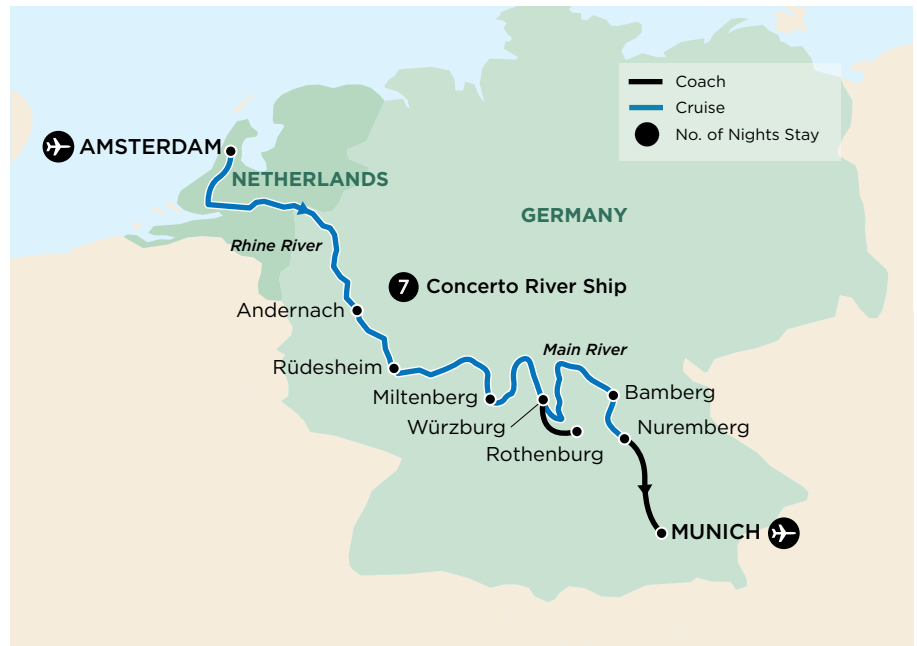 Coach
Cruise
No. of Nights Stay
AMSTERDAM
NETHERLANDS
GERMANY
Rhine River
7 Concerto River Ship
Andernach
Main River
Rüdesheim
Miltenberg
Bamberg
Würzburg
Nuremberg
Rothenburg
MUNICH